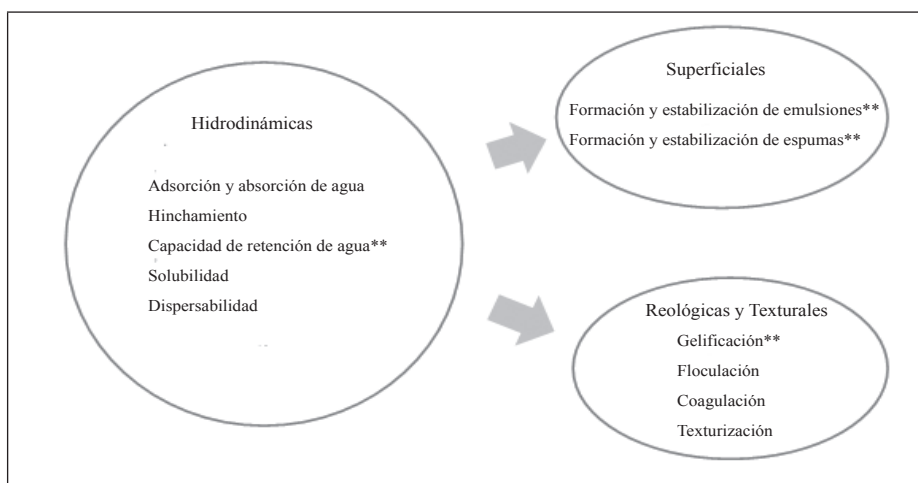 Hidrodinámicas
Adsorción y absorción de agua
Hinchamiento
Capacidad de retención de agua**
Solubilidad
Dispersabilidad
Superficiales
Formación y estabilización de emulsiones**
Formación y estabilización de espumas**
Reológicas y Texturales
Gelificación**
Floculación
Coagulación
Texturización